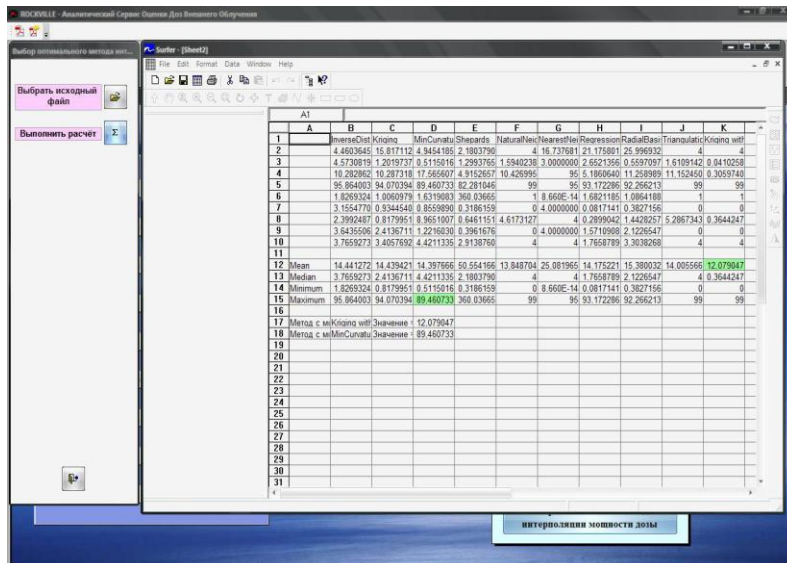 ROCKVILLE - Аналитический Сервис Оценки Доз Внешнего Облучения
Выбор оптимального метода инт...
Выбрать исходный
файл
Выполнить расчёт
Σ
Surfer - [Sheet2]
File Edit Format Data Window Help
A1
A B C D E F G H I J K
1 InverseDist Kriging MinCurvatu Shepards NaturalNeig NearestNei Regression RadialBasi Triangulatic Kriging with
2 4.4603645 15.817112 4.9454185 2.1803790 4 16.737681 21.175801 25.996932 4 4
3 4.5730819 1.2019737 0.5115016 1.2993765 1.5940238 3.0000000 2.6521356 0.5597097 1.6109142 0.0410258
4 10.282862 10.287318 17.565607 4.9152657 10.426995 95 5.1860640 11.258989 11.152450 0.3059740
5 95.864003 94.070394 89.460733 82.281046 99 95 93.172286 92.266213 99 99
6 1.8269324 1.0060979 1.6319083 360.03665 1 8.660E-14 1.6821185 1.0864188 1 1
7 3.1554770 0.9344540 0.8559890 0.3186159 0 4.0000000 0.0817141 0.3827156 0 0
8 2.3992487 0.8179951 8.9651007 0.6461151 4.6173127 4 0.2899042 1.4428257 5.2867343 0.3644247
9 3.6435506 2.4136711 1.2216030 0.3961676 0 4.0000000 1.5710908 2.1226547 0 0
10 3.7659273 3.4057692 4.4211335 2.9138760 4 4 1.7658789 3.3038268 4 4
11
12 Mean 14.441272 14.439421 14.397666 50.554166 13.848704 25.081965 14.175221 15.380032 14.005566 12.079047
13 Median 3.7659273 2.4136711 4.4211335 2.1803790 4 4 1.7658789 2.1226547 4 0.3644247
14 Minimum 1.8269324 0.8179951 0.5115016 0.3186159 0 8.660E-14 0.0817141 0.3827156 0 0
15 Maximum 95.864003 94.070394 89.460733 360.03665 99 95 93.172286 92.266213 99 99
16
17 Метод с ми Kriging with Значение = 12.079047
18 Метод с ми MinCurvatu Значение = 89.460733
19
20
21
22
23
24
25
26
27
28
29
30
31
интерполяции мощности дозы